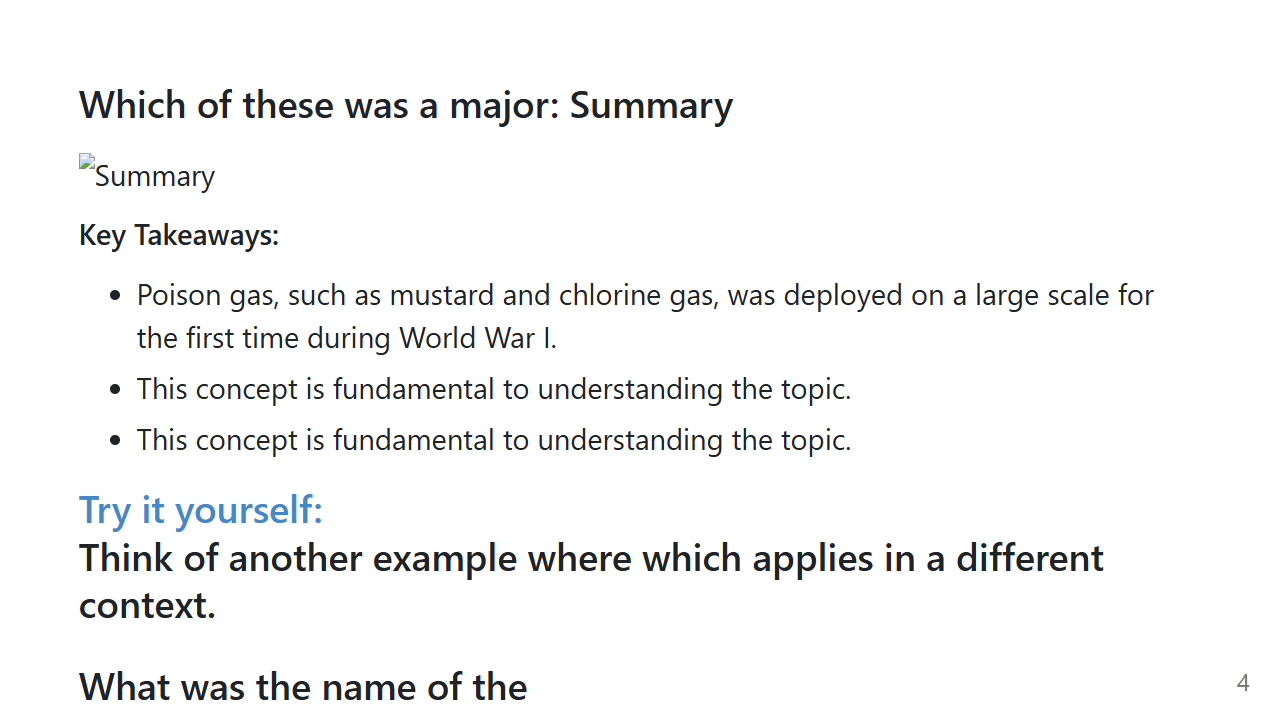 Which of these was a major: Summary
Summary
Key Takeaways:
Poison gas, such as mustard and chlorine gas, was deployed on a large scale for
the first time during World War I.
This concept is fundamental to understanding the topic.
This concept is fundamental to understanding the topic.
Try it yourself:
Think of another example where which applies in a different
context.
What was the name of the
4